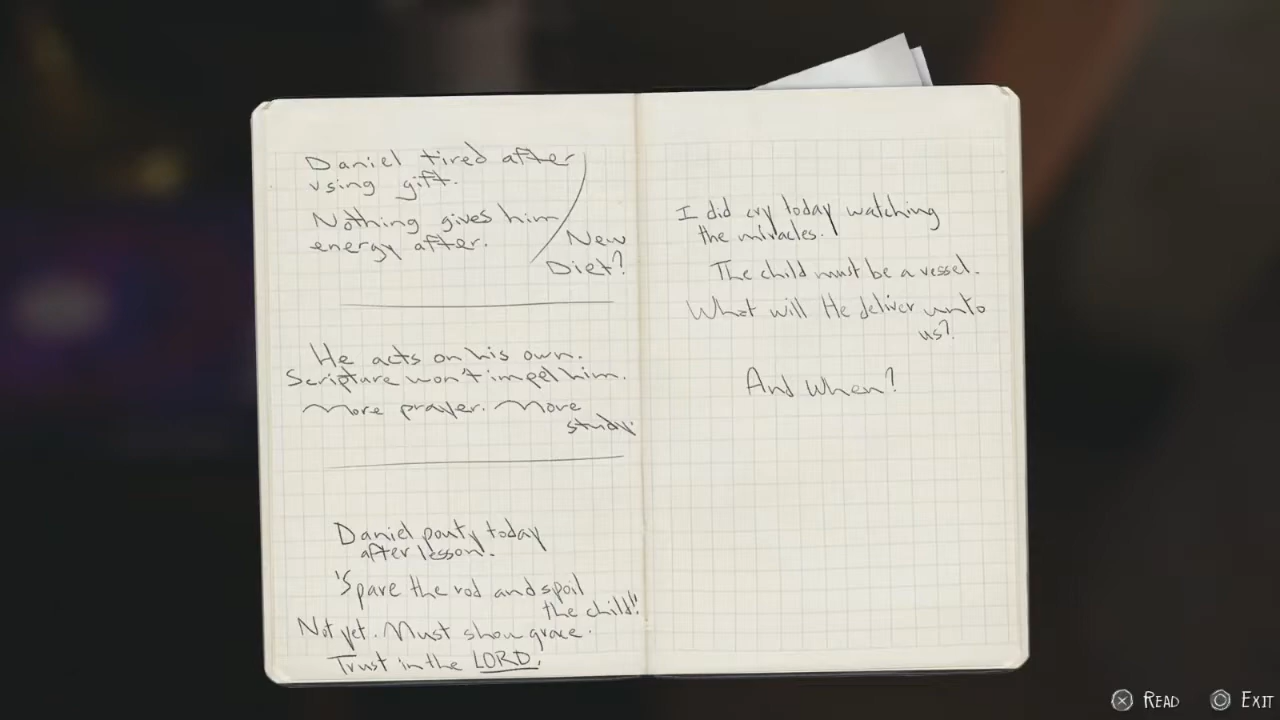 Daniel tired after
using gift.
Nothing gives him
energy after.
New
Diet?
He acts on his own.
Scripture won't impel him.
More prayer. More
study.
Daniel pouty today
after lesson.
'Spare the rod and spoil
the child!'
Not yet. Must show grace.
Trust in the LORD.
I did cry today watching
the miracles.
The child must be a vessel.
What will He deliver unto
us?
And when?
READ
EXIT